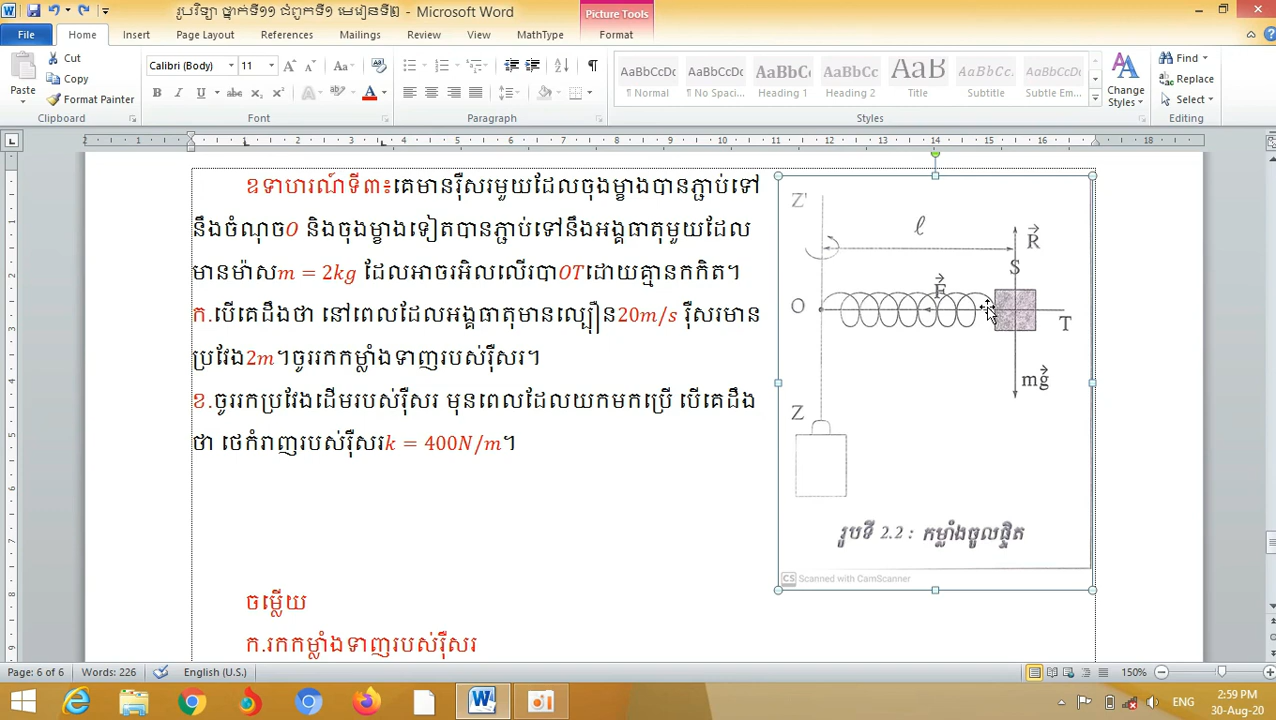 រូបវិទ្យា ថ្នាក់ទី១១ ជំពូកទី១ មេរៀនទី២ - Microsoft Word
Picture Tools
File Home Insert Page Layout References Mailings Review View MathType Format
Cut
Copy
Format Painter
Paste
Clipboard
Calibri (Body) 11
Font
Paragraph
AaBbCcDc AaBbCcDc AaBbCc AaBbCc AaB AaBbCcDc AaBbCcDc
¶ Normal ¶ No Spaci... Heading 1 Heading 2 Title Subtitle Subtle Em...
Styles
Change Styles
Find
Replace
Select
Editing
ឧទាហរណ៍ទី៣៖គេមានរ៉ឺសរមួយដែលចុងម្ខាងបានភ្ជាប់ទៅ
នឹងចំណុចO និងចុងម្ខាងទៀតបានភ្ជាប់ទៅនឹងអង្គធាតុមួយដែល
មានម៉ាសm = 2kg ដែលអាចរអិលលើរបាOTដោយគ្មានកកិត។
ក.បើគេដឹងថា នៅពេលដែលអង្គធាតុមានល្បឿន20m/s រ៉ឺសរមាន
ប្រវែង2m។ចូររកកម្លាំងទាញរបស់រ៉ឺសរ។
ខ.ចូររកប្រវែងដើមរបស់រ៉ឺសរ មុនពេលដែលយកមកប្រើ បើគេដឹង
ថា ថេកំរាញរបស់រ៉ឺសរk = 400N/m។
Z'
ℓ
R
S
F
O
T
mg
Z
រូបទី 2.2 : កម្លាំងចូលផ្ចិត
CS Scanned with CamScanner
ចម្លើយ
ក.រកកម្លាំងទាញរបស់រ៉ឺសរ
Page: 6 of 6 Words: 226 English (U.S.) 150%
ENG
2:59 PM
30-Aug-20